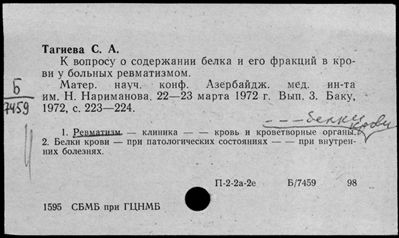 Тагиева С. А.
К вопросу о содержании белка и его фракций в кро-
ви у больных ревматизмом.
Матер. науч. конф. Азербайдж. мед. ин-та
им. Н. Нариманова, 22—23 марта 1972 г. Вып. 3. Баку,
1972, с. 223—224.
Б
7459
— — — белки
крови
1. Ревматизм — клиника — — кровь и кроветворные органы.
2. Белки крови — при патологических состояниях — — при внутрен-
них болезнях.
П-2-2а-2е Б/7459 98
1595 СБМБ при ГЦНМБ